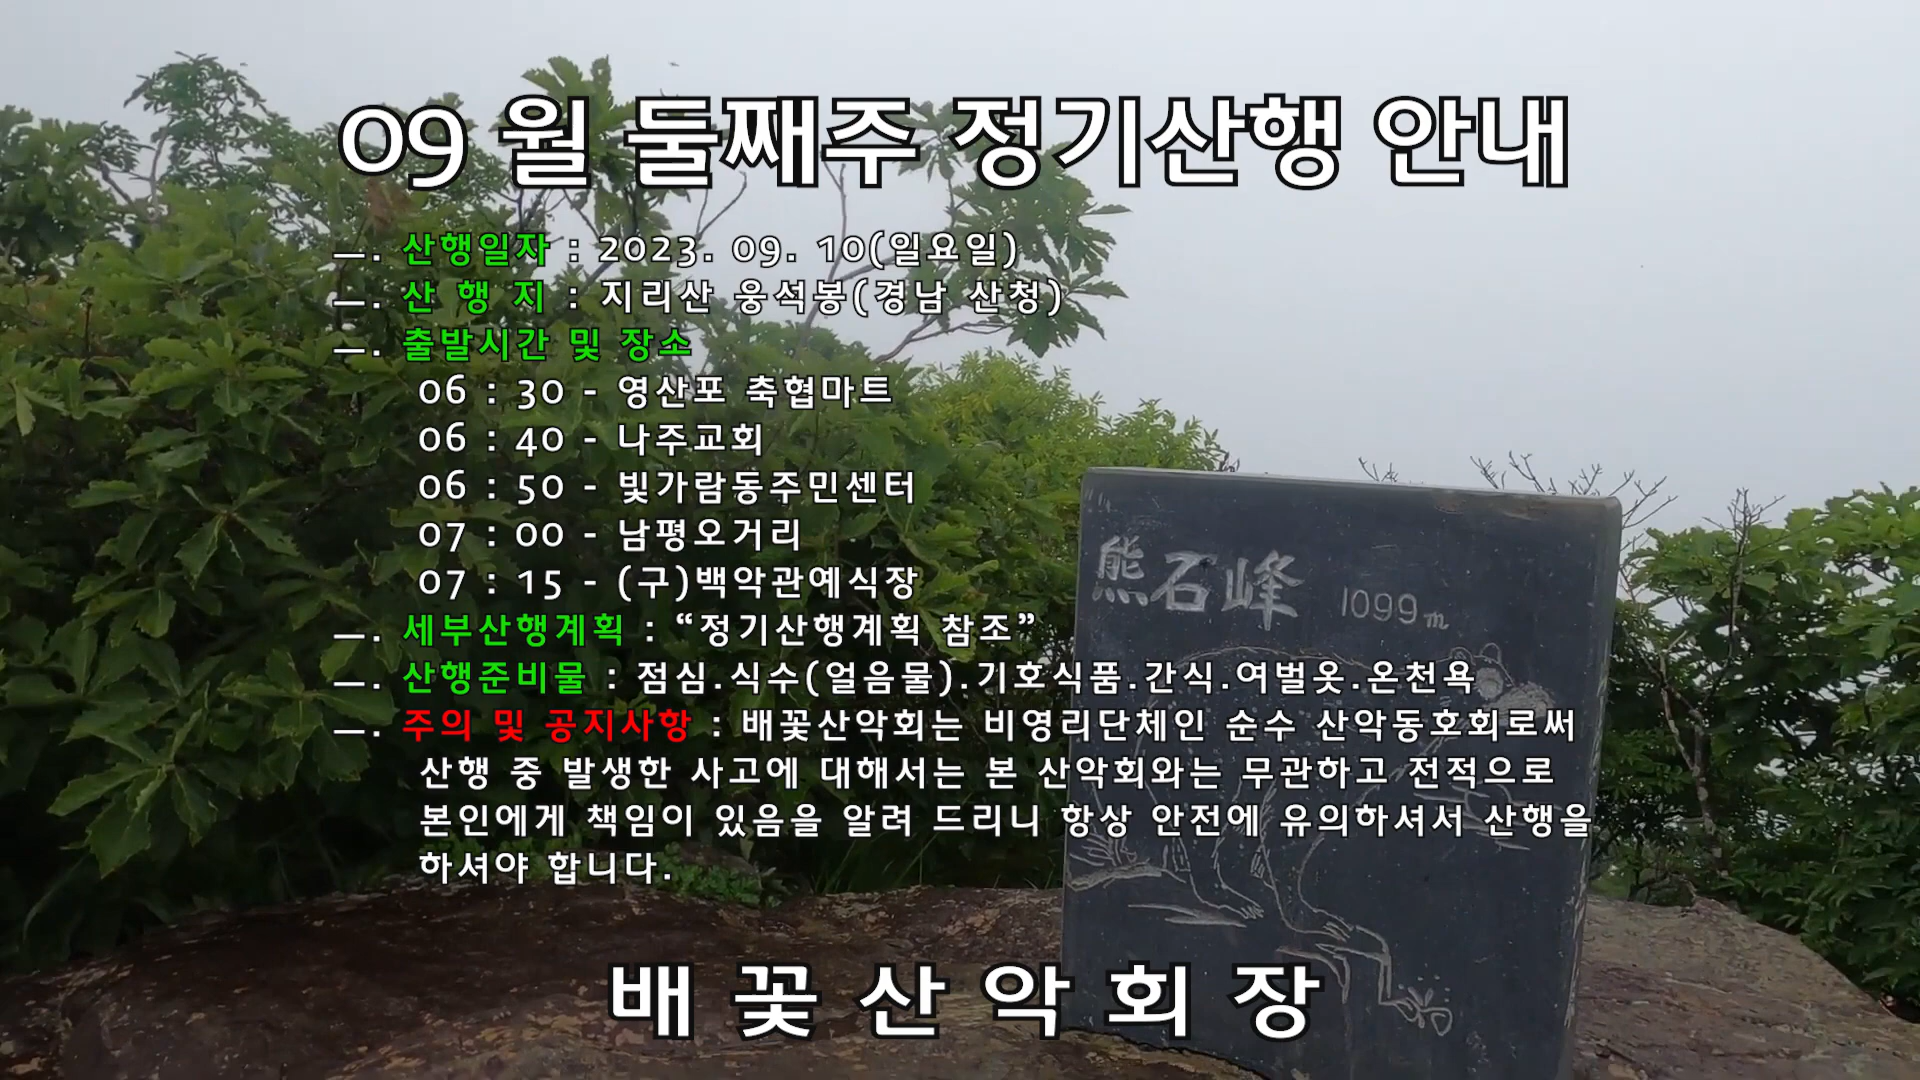 09 월 둘째주 정기산행 안내
ㅡ. 산행일자 : 2023. 09. 10(일요일)
ㅡ. 산 행 지 : 지리산 웅석봉(경남 산청)
ㅡ. 출발시간 및 장소
06 : 30 - 영산포 축협마트
06 : 40 - 나주교회
06 : 50 - 빛가람동주민센터
07 : 00 - 남평오거리
07 : 15 - (구)백악관예식장
熊石峰 1099m
ㅡ. 세부산행계획 : “정기산행계획 참조”
ㅡ. 산행준비물 : 점심.식수(얼음물).기호식품.간식.여벌옷.온천욕
ㅡ. 주의 및 공지사항 : 배꽃산악회는 비영리단체인 순수 산악동호회로써
산행 중 발생한 사고에 대해서는 본 산악회와는 무관하고 전적으로
본인에게 책임이 있음을 알려 드리니 항상 안전에 유의하셔서 산행을
하셔야 합니다.
배 꽃 산 악 회 장